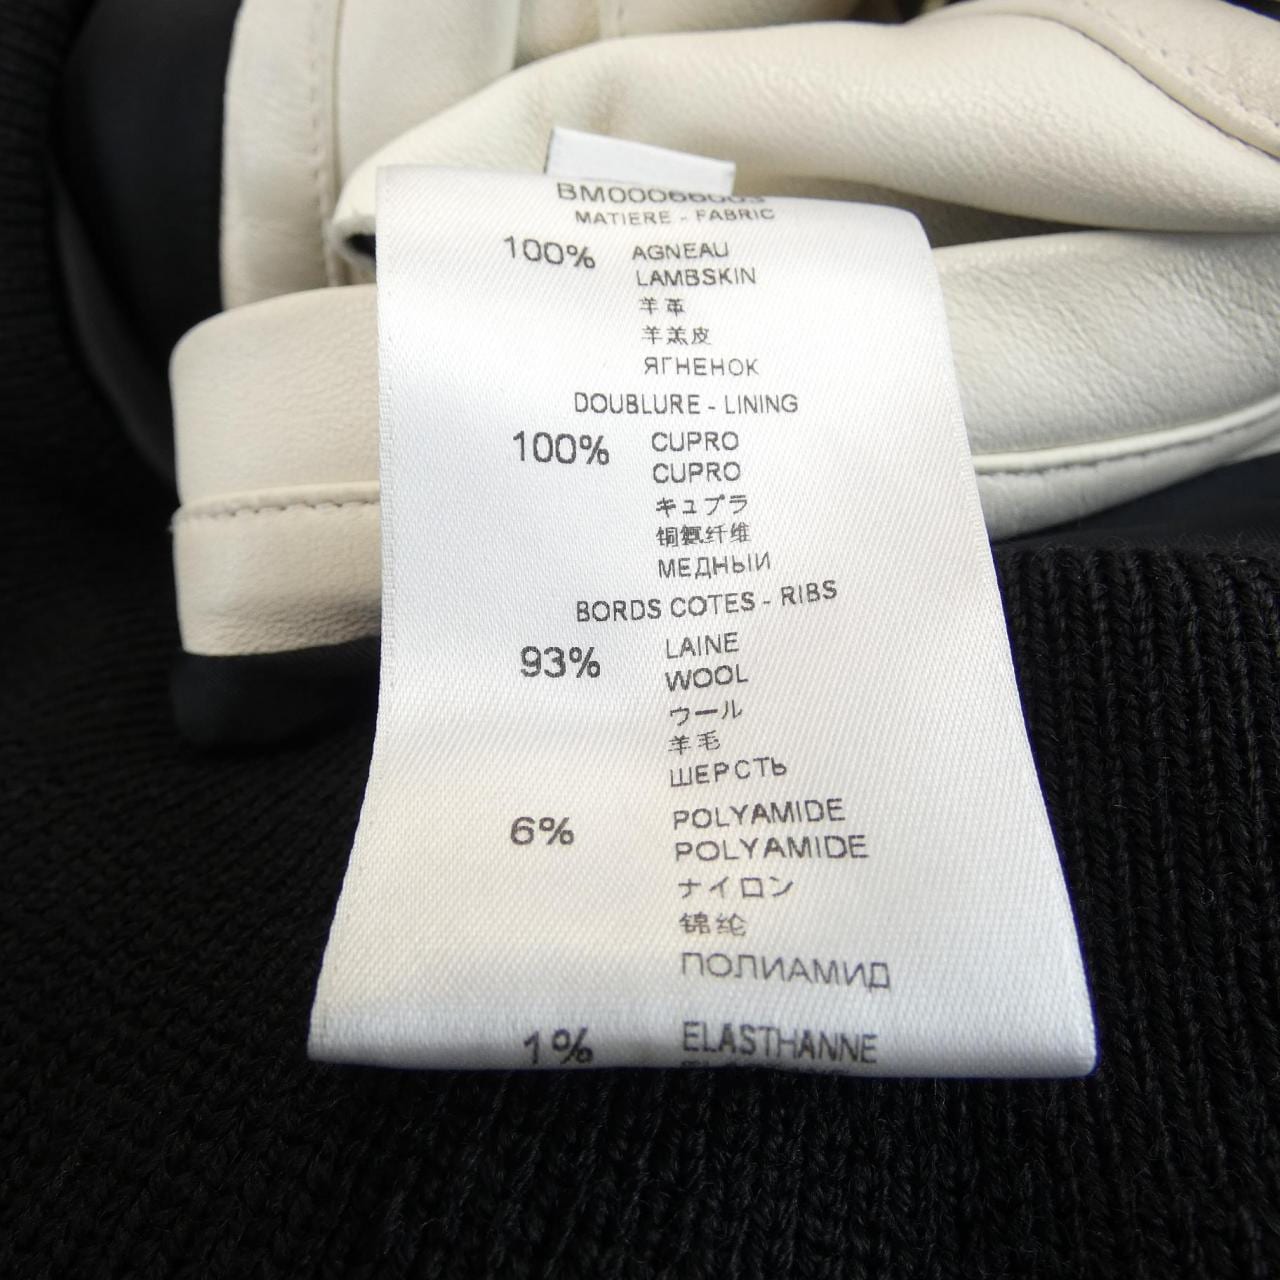 BM00066003
MATIERE - FABRIC
100% AGNEAU
LAMBSKIN
羊革
羊羔皮
ЯГНЕНОК
DOUBLURE - LINING
100% CUPRO
CUPRO
キュプラ
铜氨纤维
МЕДНЫЙ
BORDS COTES - RIBS
93% LAINE
WOOL
ウール
羊毛
ШЕРСТЬ
6% POLYAMIDE
POLYAMIDE
ナイロン
锦纶
ПОЛИАМИД
1% ELASTHANNE